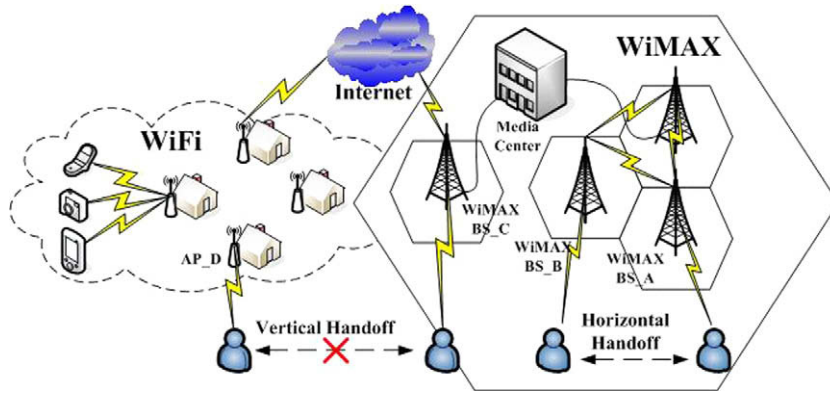 WiMAX
Internet
Media
Center
WiFi
WiMAX
BS_C
WiMAX
BS_B
WiMAX
BS_A
AP_D
Vertical Handoff
Horizontal
Handoff